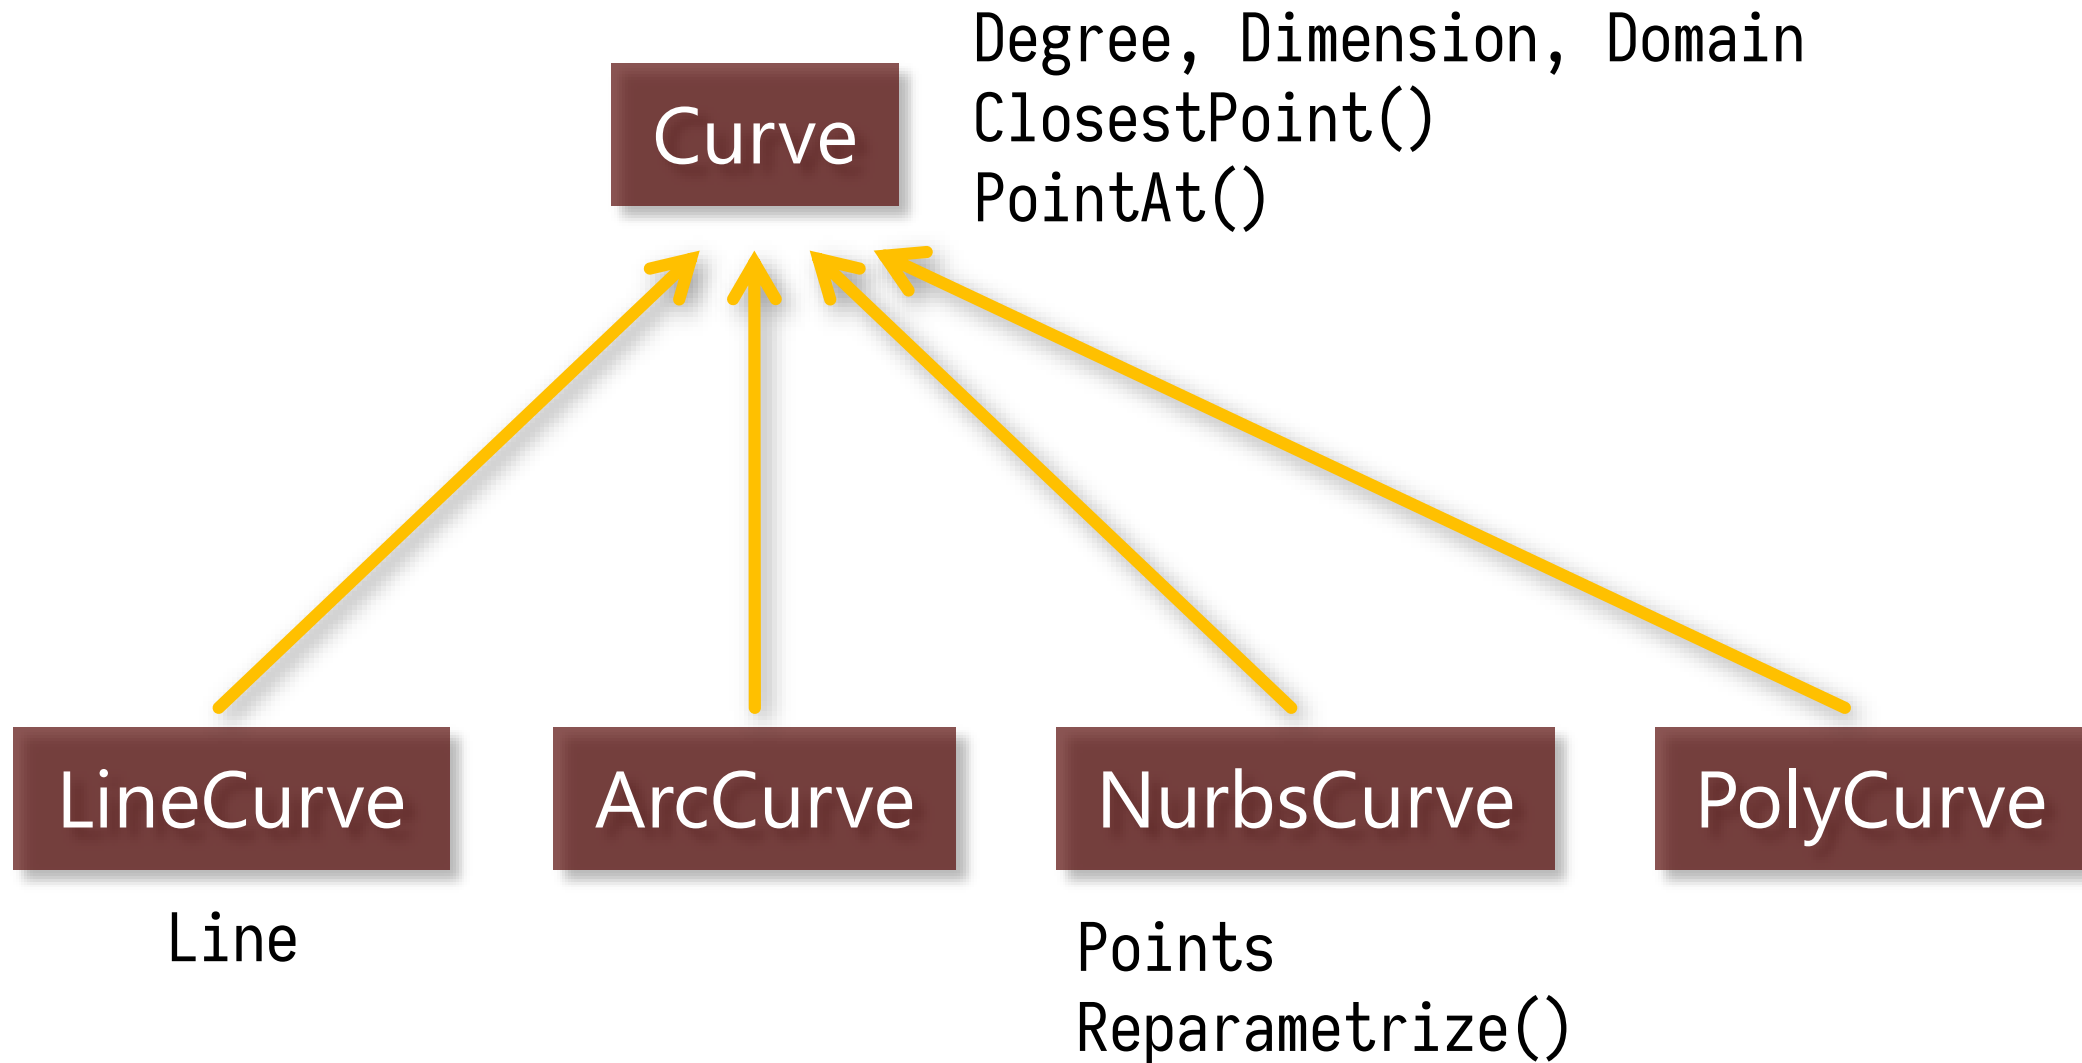 Degree, Dimension, Domain
Curve
ClosestPoint()
PointAt()
LineCurve
ArcCurve
NurbsCurve
PolyCurve
Line
Points
Reparametrize()